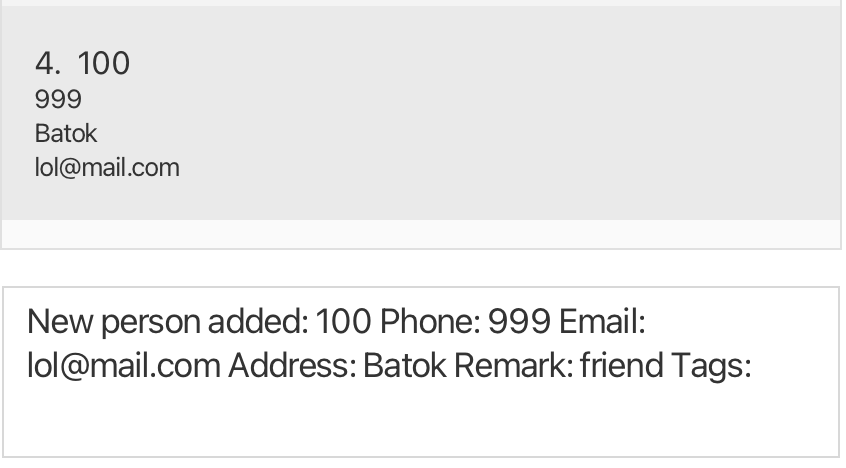 4. 100
999
Batok
lol@mail.com
New person added: 100 Phone: 999 Email:
lol@mail.com Address: Batok Remark: friend Tags: